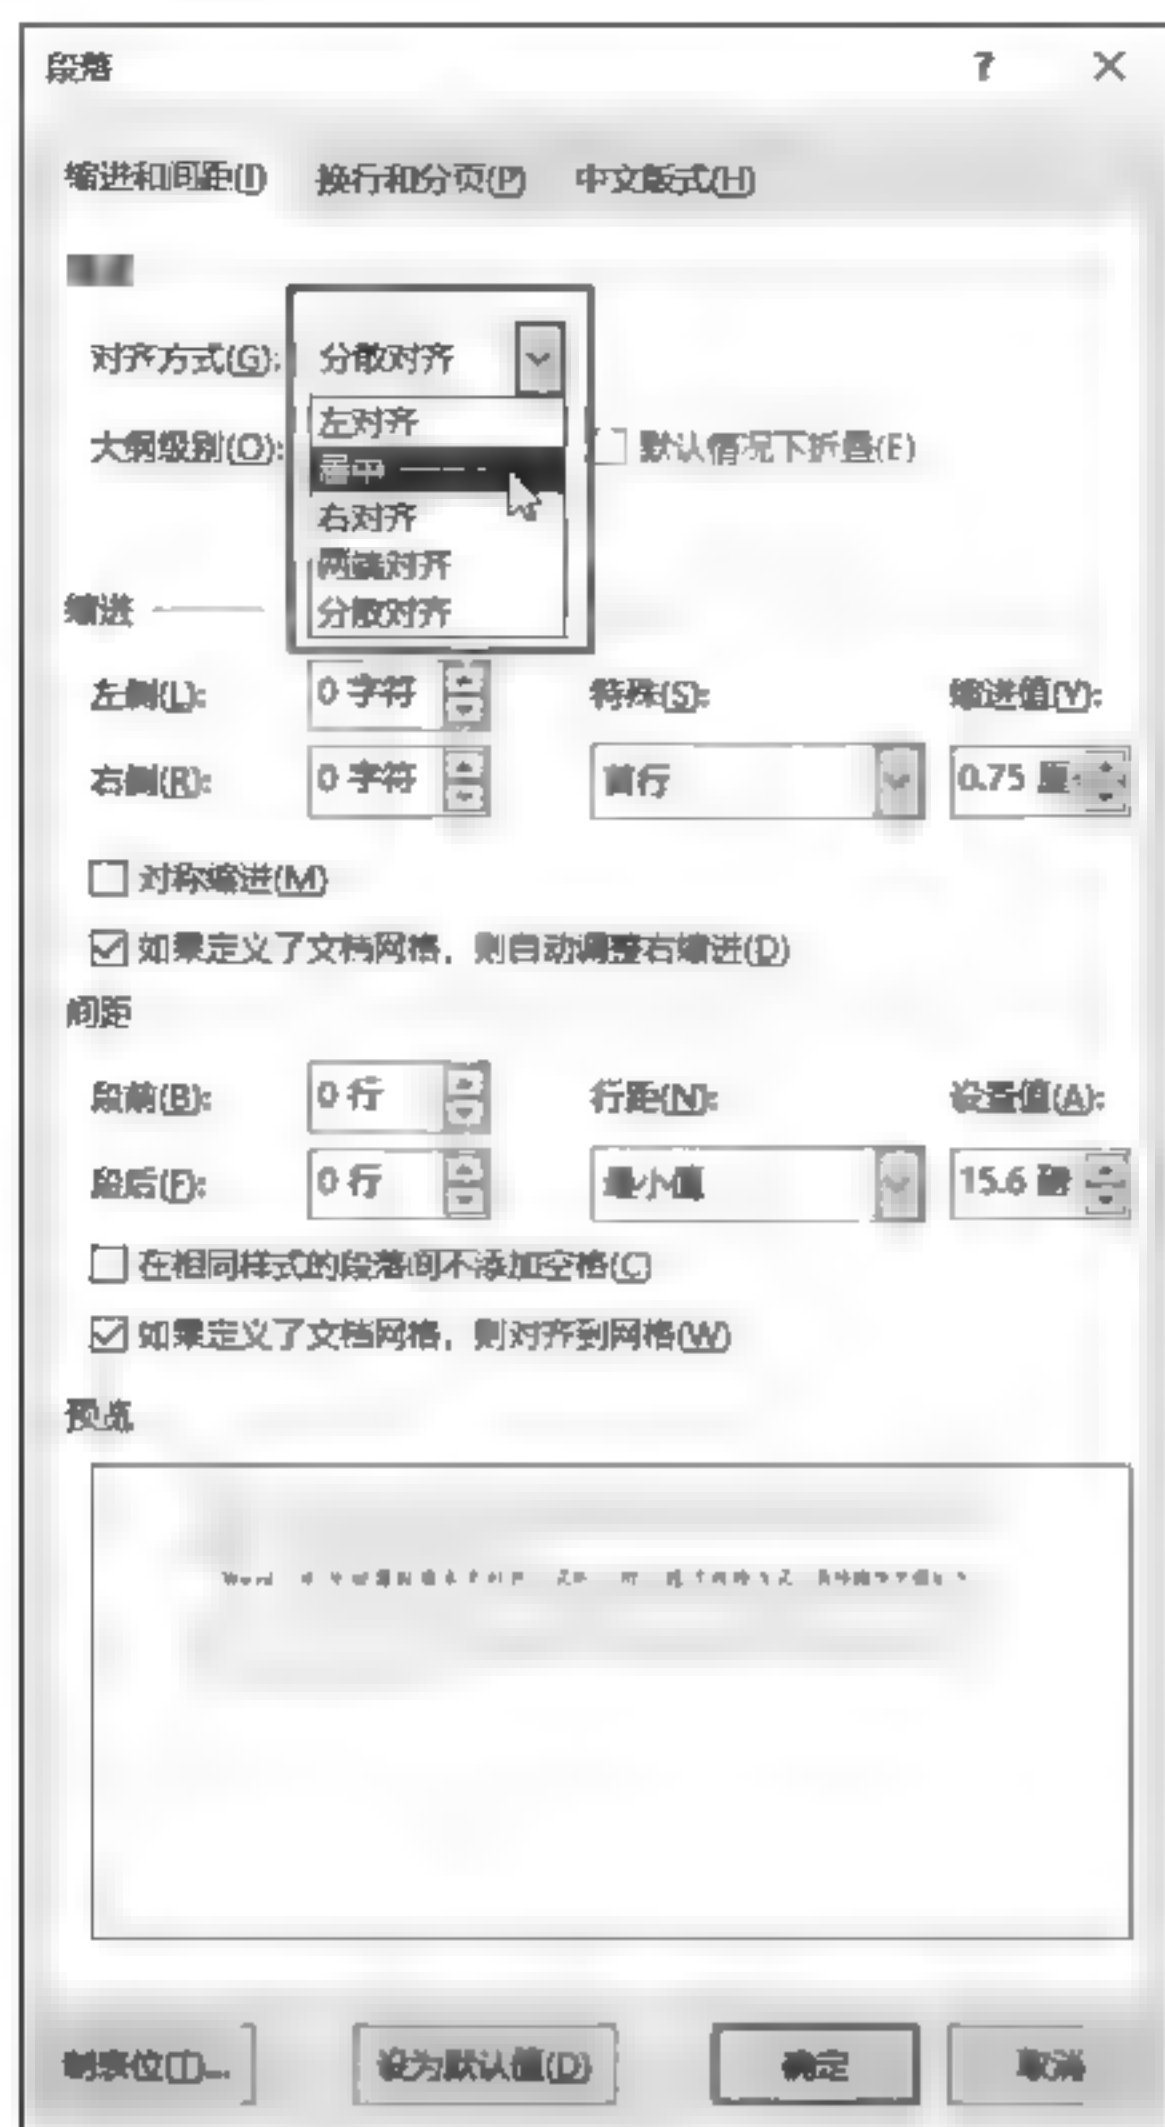 段落 ? ×
缩进和间距(I) 换行和分页(P) 中文版式(H)
对齐方式(G): 分散对齐
左对齐
大纲级别(O): 默认情况下折叠(E)
居中
右对齐
两端对齐
分散对齐
缩进
左侧(L): 0 字符 特殊(S): 缩进值(Y):
右侧(R): 0 字符 首行 0.75 厘
对称缩进(M)
如果定义了文档网格，则自动调整右缩进(D)
间距
段前(B): 0 行 行距(N): 设置值(A):
段后(F): 0 行 最小值 15.6 磅
在相同样式的段落间不添加空格(C)
如果定义了文档网格，则对齐到网格(W)
预览
制表位(T)... 设为默认值(D) 确定 取消